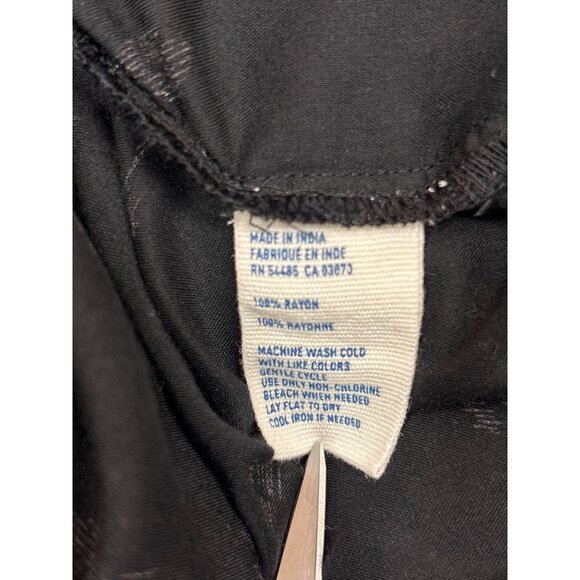 MADE IN INDIA
FABRIQUÉ EN INDE
RN 54485 CA 03673
100% RAYON
100% RAYONNE
MACHINE WASH COLD
WITH LIKE COLORS
GENTLE CYCLE
USE ONLY NON-CHLORINE
BLEACH WHEN NEEDED
LAY FLAT TO DRY
COOL IRON IF NEEDED